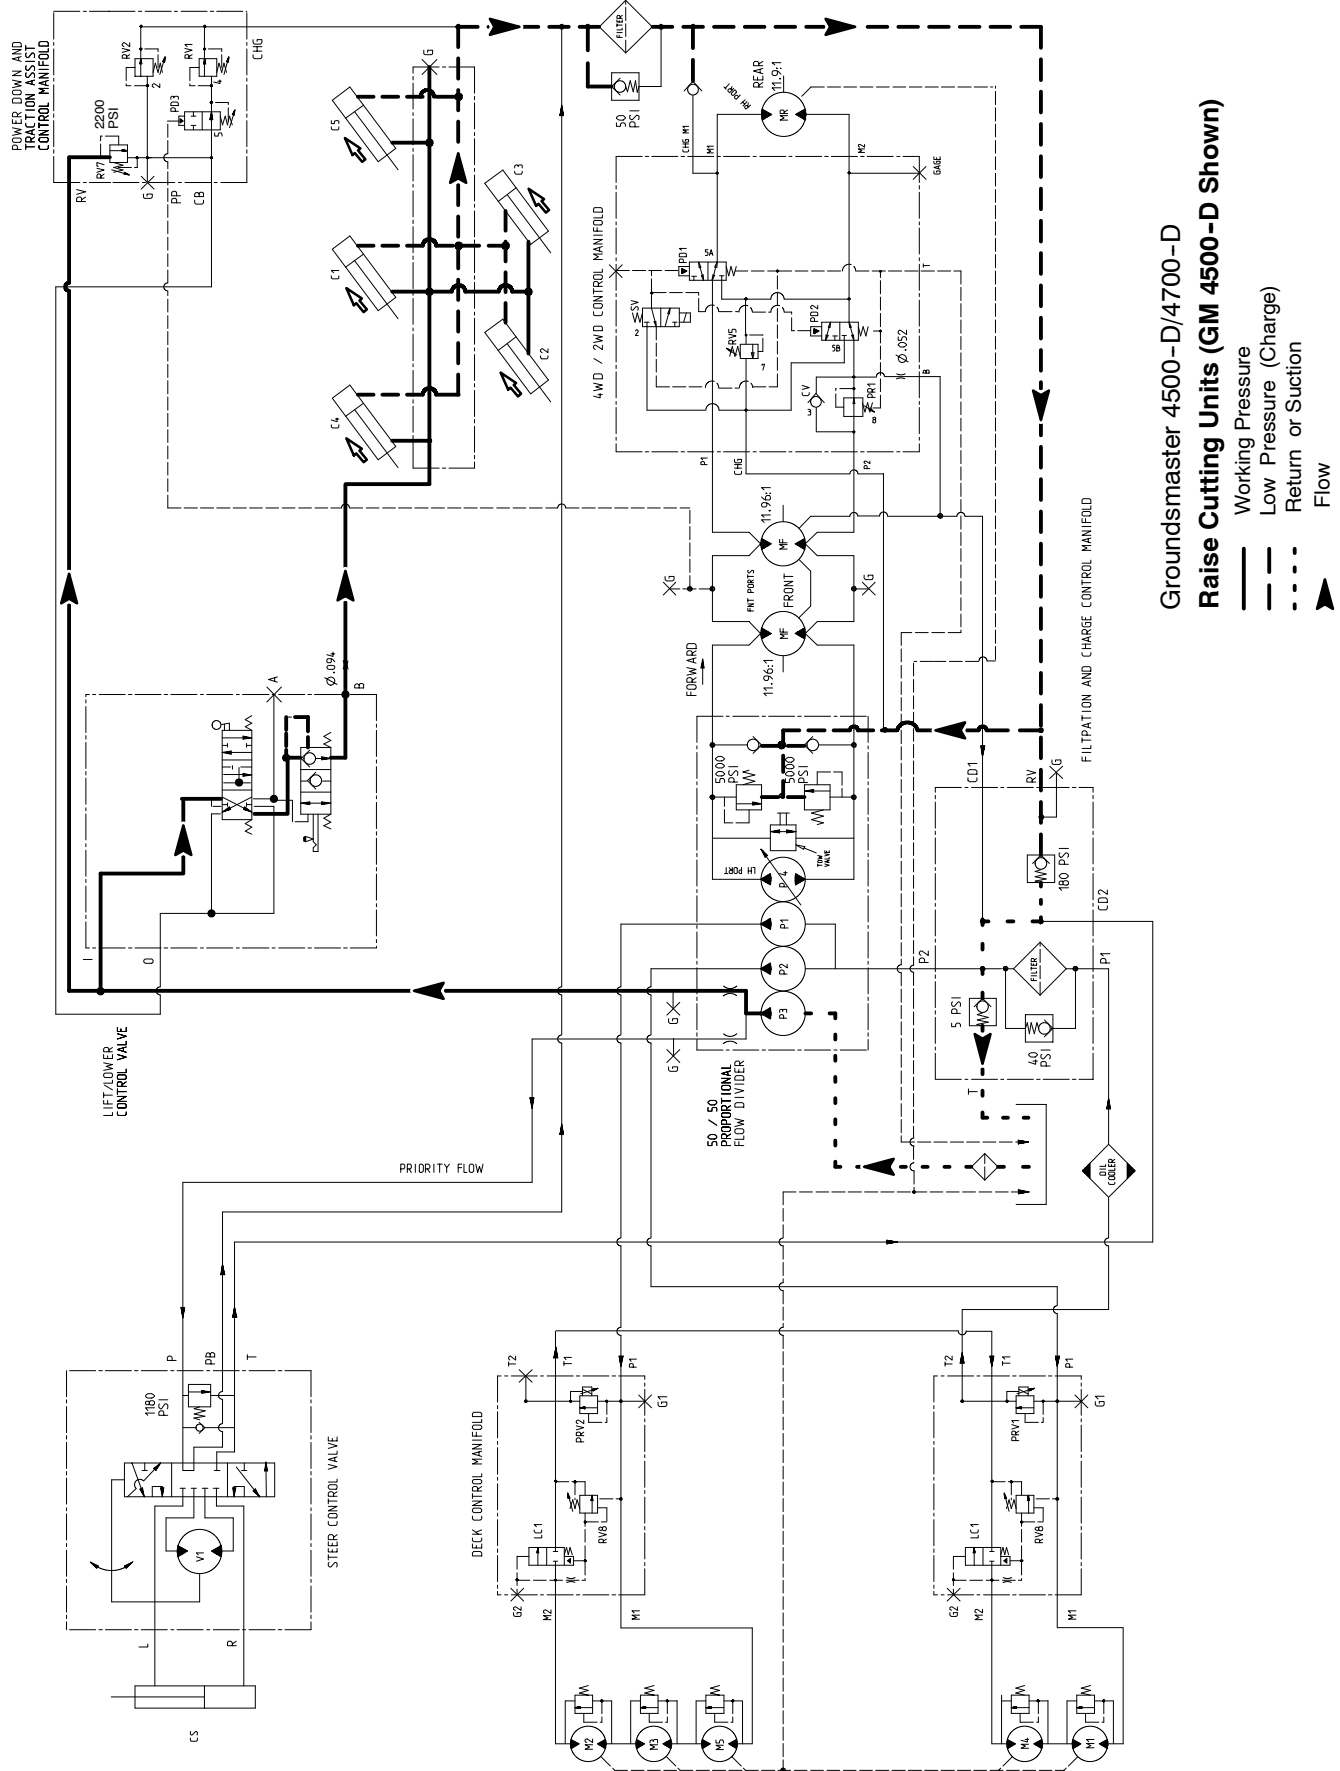 POWER DOWN AND
TRACTION ASSIST
CONTROL MANIFOLD
RV
2200
PSI
RV7
G
PP
CB
PD3
5
RV2
2
RV1
4
CHG
C5
C1
C4
C3
C2
G
FILTER
50
PSI
REAR
11.9:1
RH PORT
MR
CHG M1
M1
M2
GAGE
4WD / 2WD CONTROL MANIFOLD
PD1
5A
SV
2
RV5
7
PD2
5B
T
Ø.052
CV
3
PR1
8
B
P1
CHG
P2
11.96:1
MF
FNT PORTS
FRONT
MF
11.96:1
G
G
FORWARD
LIFT/LOWER
CONTROL VALVE
I
O
A
Ø.094
B
5000
PSI
5000
PSI
TOW
VALVE
LH PORT
P4
P1
P2
P3
G
G
50 / 50
PROPORTIONAL
FLOW DIVIDER
PRIORITY FLOW
FILTPATION AND CHARGE CONTROL MANIFOLD
CD1
RV
G
180 PSI
CD2
P2
P1
FILTER
5 PSI
40
PSI
T
OIL
COOLER
STEER CONTROL VALVE
P
PB
T
1180
PSI
V1
L
R
CS
DECK CONTROL MANIFOLD
T2
T1
P1
G1
PRV2
LC1
RV8
G2
M2
M1
M2
M3
M5
T2
T1
P1
G1
PRV1
LC1
RV8
G2
M2
M1
M4
M1
Groundsmaster 4500-D/4700-D
Raise Cutting Units (GM 4500-D Shown)
Working Pressure
Low Pressure (Charge)
Return or Suction
Flow